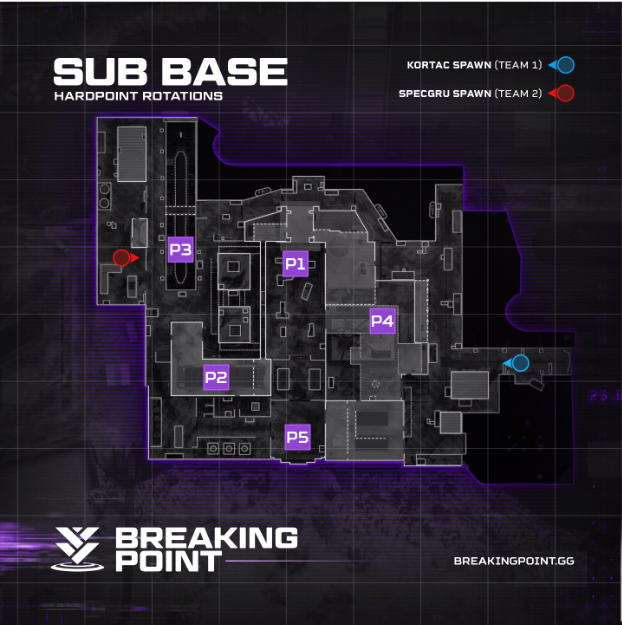 SUB BASE
HARDPOINT ROTATIONS
KORTAC SPAWN (TEAM 1)
SPECGRU SPAWN (TEAM 2)
P3
P1
P4
P2
P5
BREAKING
POINT
BREAKINGPOINT.GG